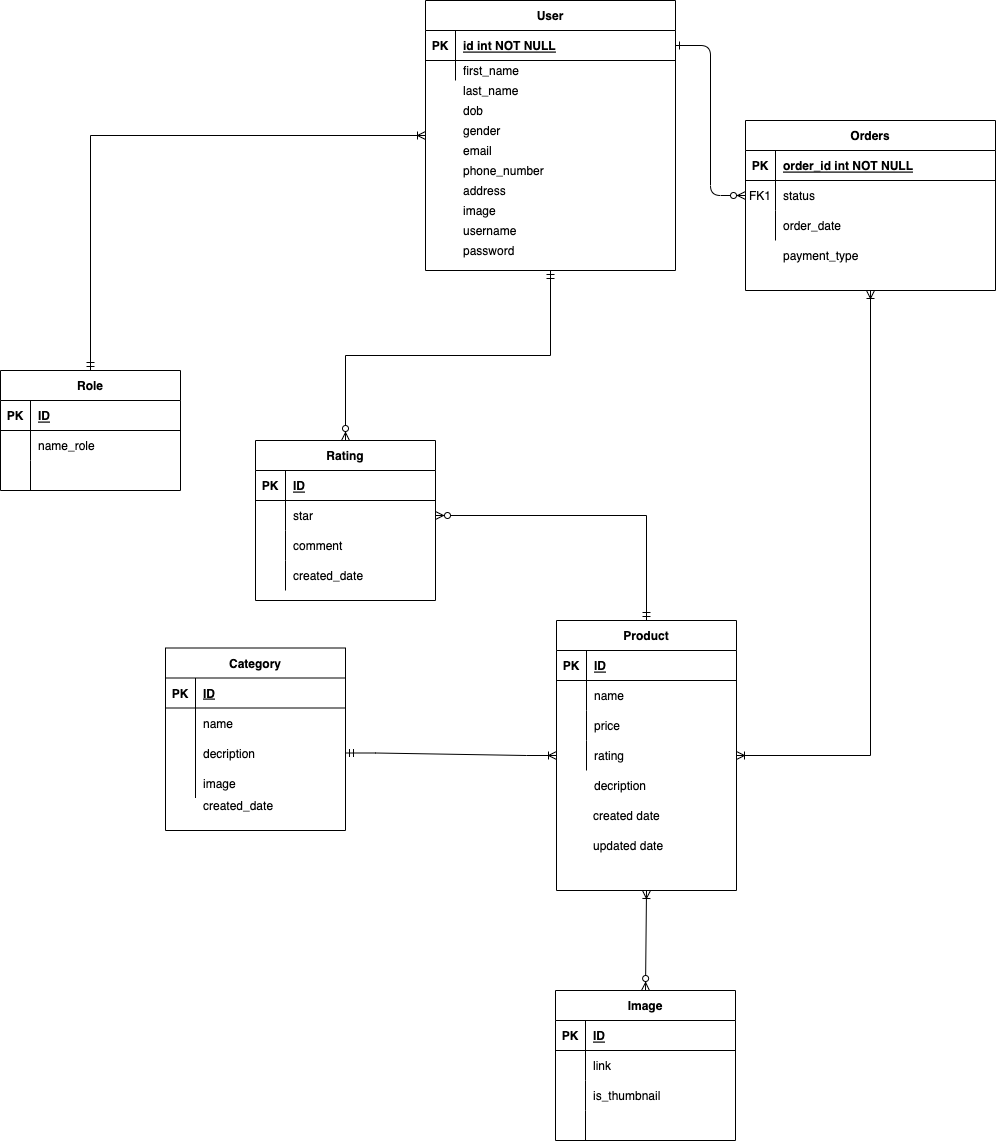 User
PK id int NOT NULL
first_name
last_name
dob
gender
email
phone_number
address
image
username
password
Orders
PK order_id int NOT NULL
FK1 status
order_date
payment_type
Role
PK ID
name_role
Rating
PK ID
star
comment
created_date
Category
PK ID
name
decription
image
created_date
Product
PK ID
name
price
rating
decription
created date
updated date
Image
PK ID
link
is_thumbnail